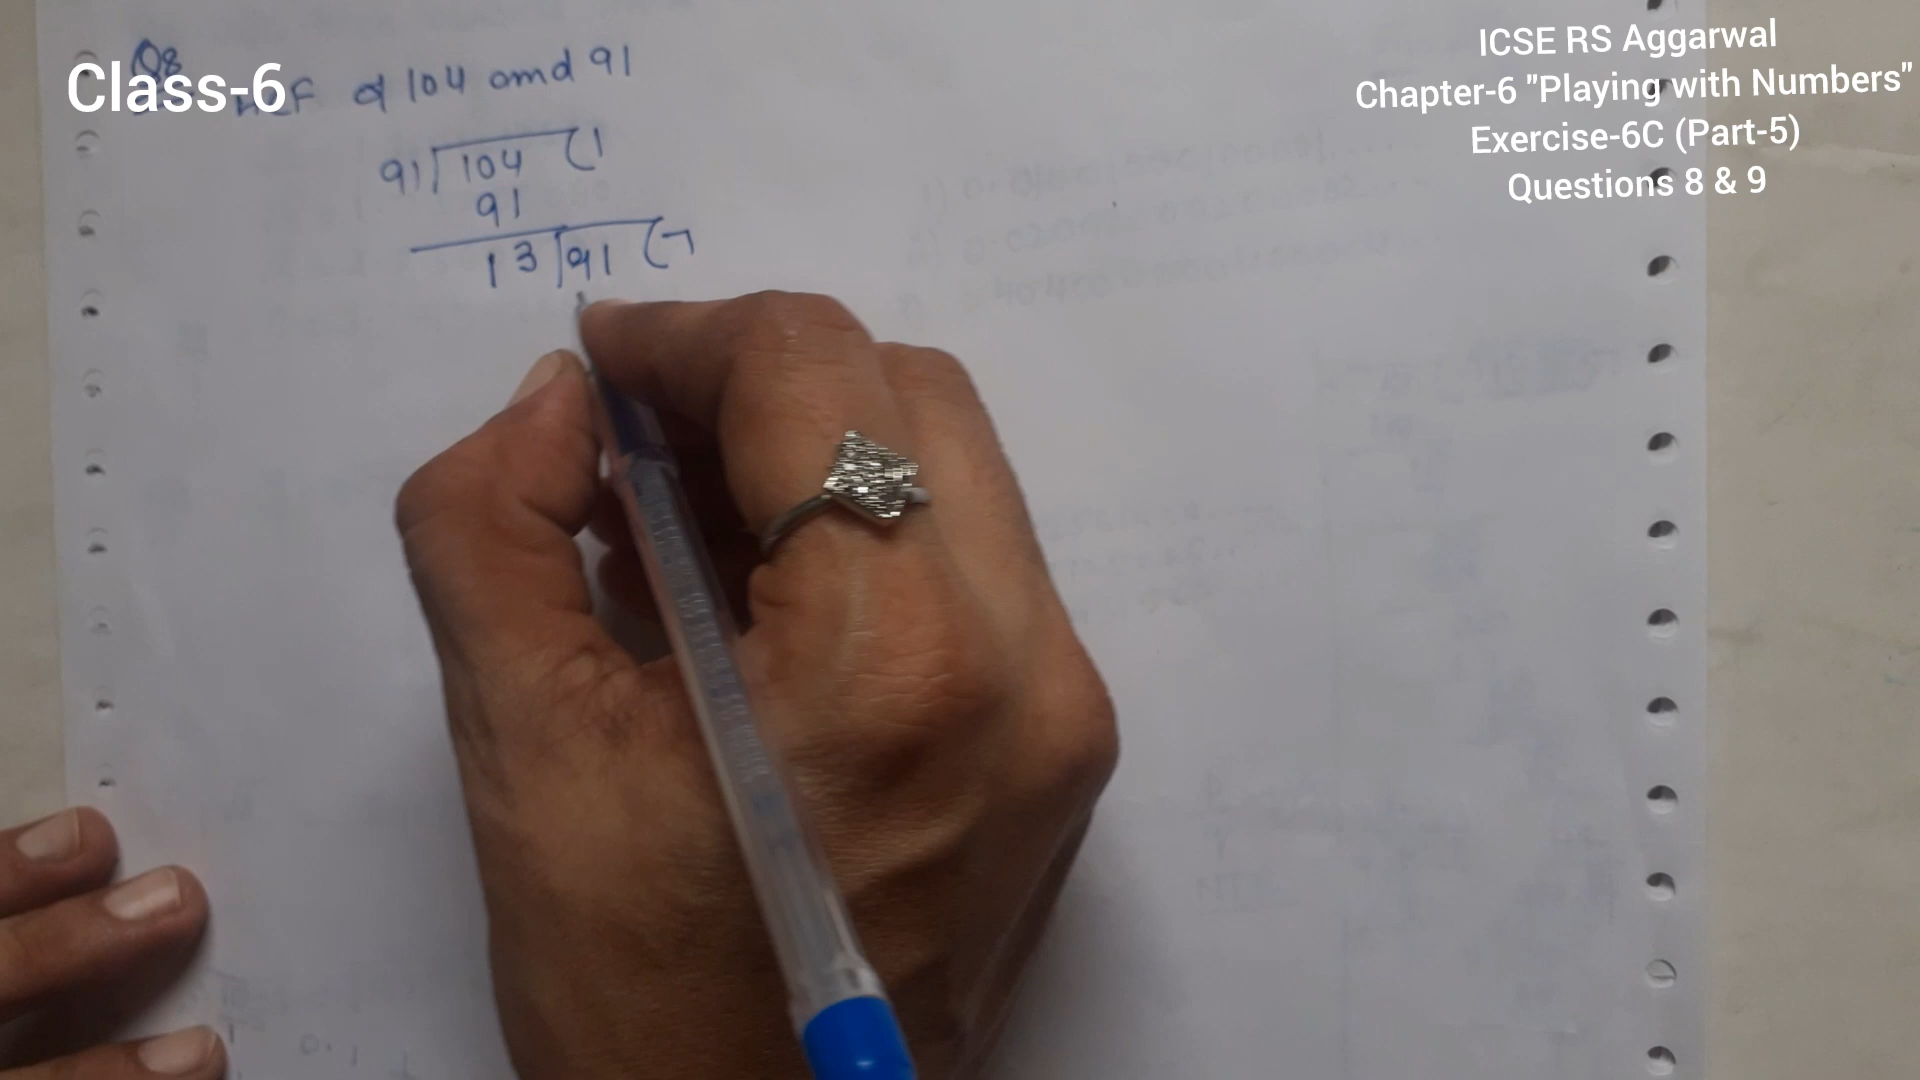 Class-6
ICSE RS Aggarwal
Chapter-6 "Playing with Numbers"
Exercise-6C (Part-5)
Questions 8 & 9
Q8
HCF of 104 and 91
91) 104 (1
91
13) 91 (7